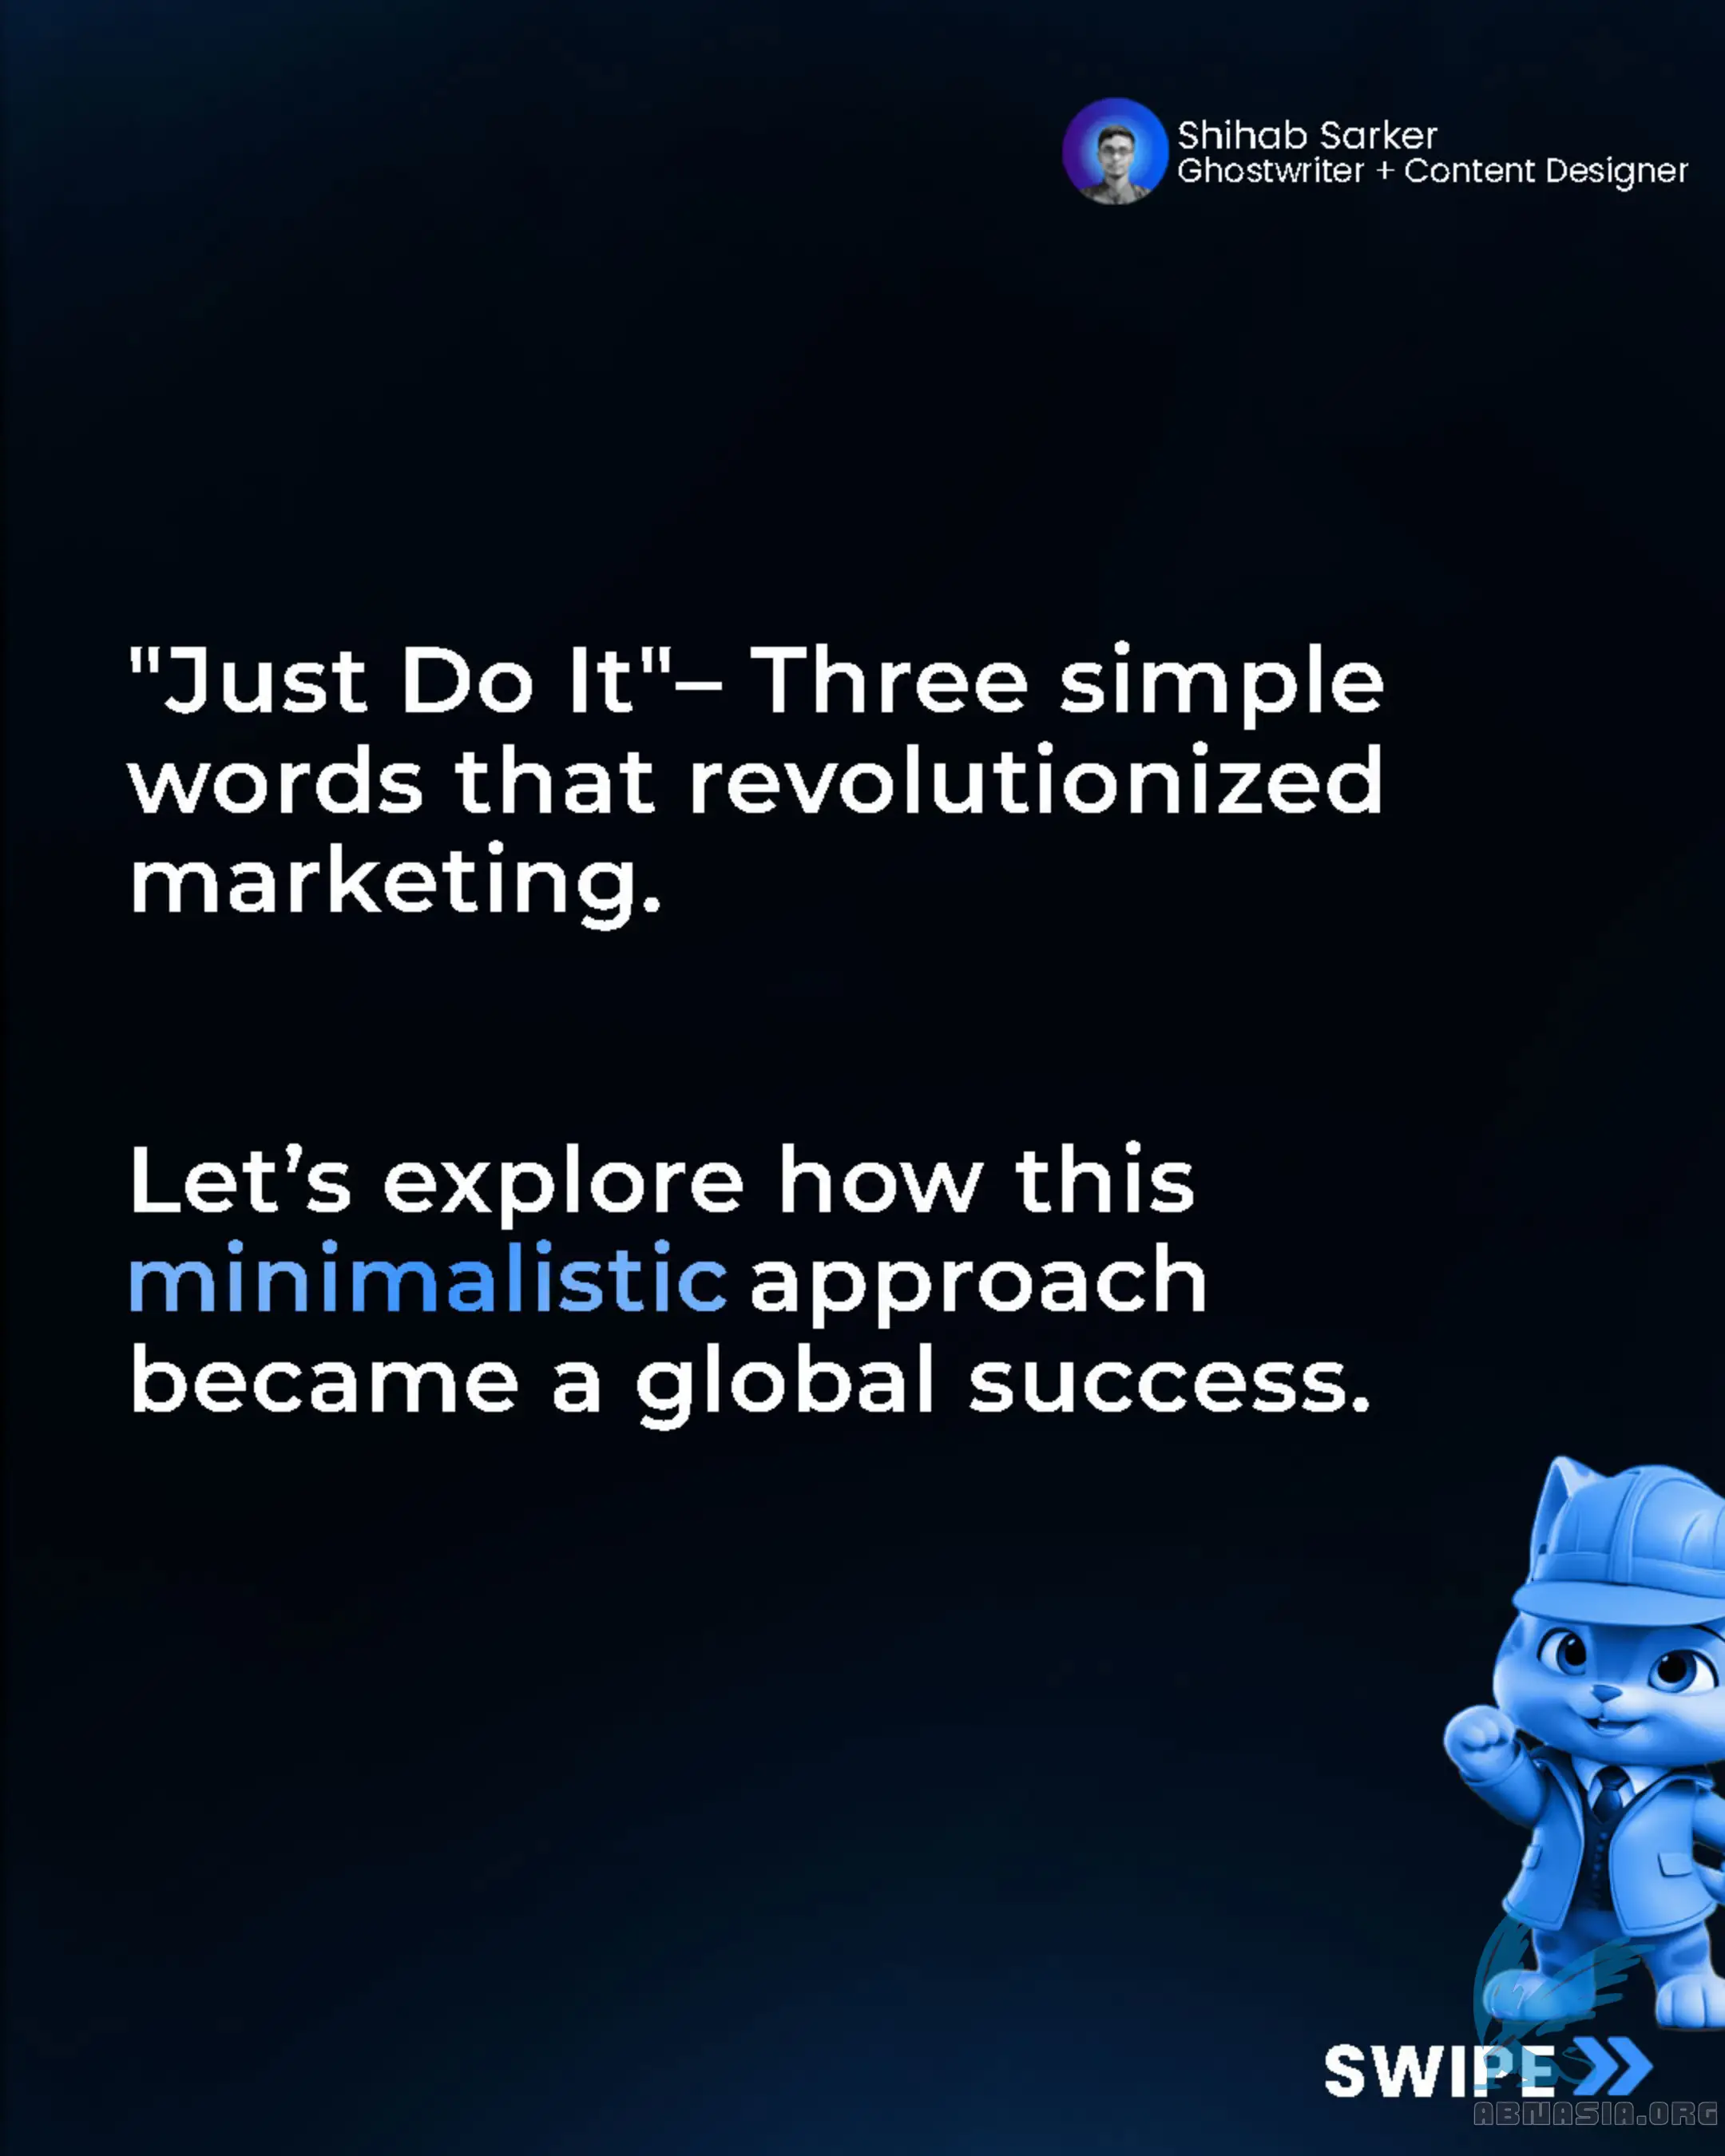 Shihab Sarker
Ghostwriter + Content Designer
"Just Do It"– Three simple
words that revolutionized
marketing.
Let’s explore how this
minimalistic approach
became a global success.
SWIPE
ABNASIA.ORG